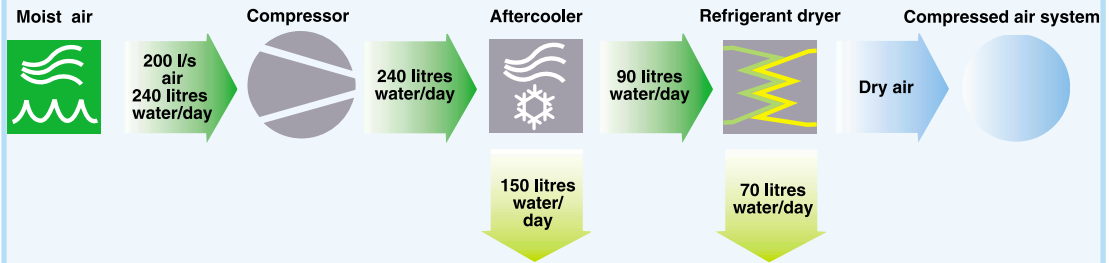 Moist air
Compressor
Aftercooler
Refrigerant dryer
Compressed air system
200 l/s
air
240 litres
water/day
240 litres
water/day
90 litres
water/day
Dry air
150 litres
water/
day
70 litres
water/day